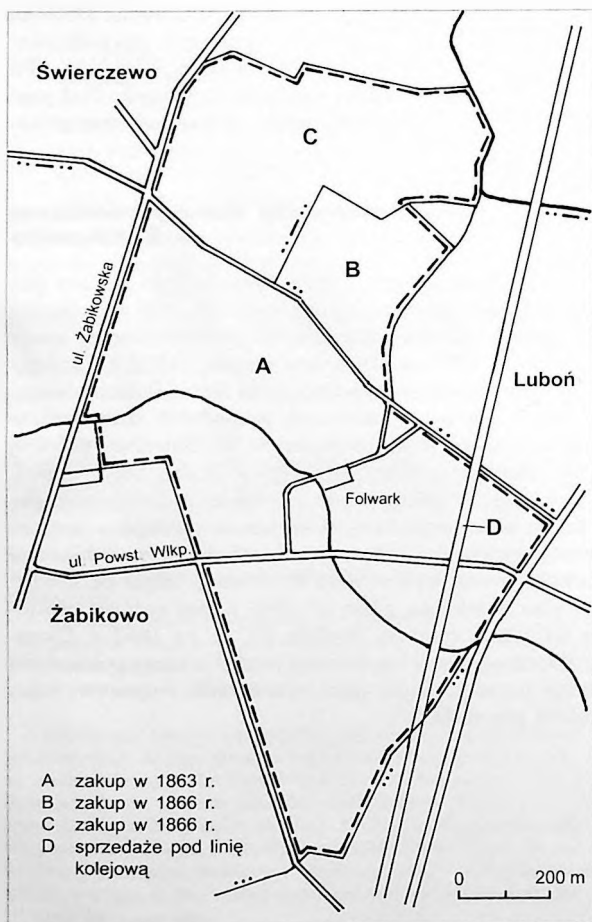 Świerczewo
C
B
ul. Żabikowska
A
Luboń
Folwark
D
ul. Powst. Wlkp.
Żabikowo
A zakup w 1863 r.
B zakup w 1866 r.
C zakup w 1866 r.
D sprzedaże pod linię
kolejową
0 200 m